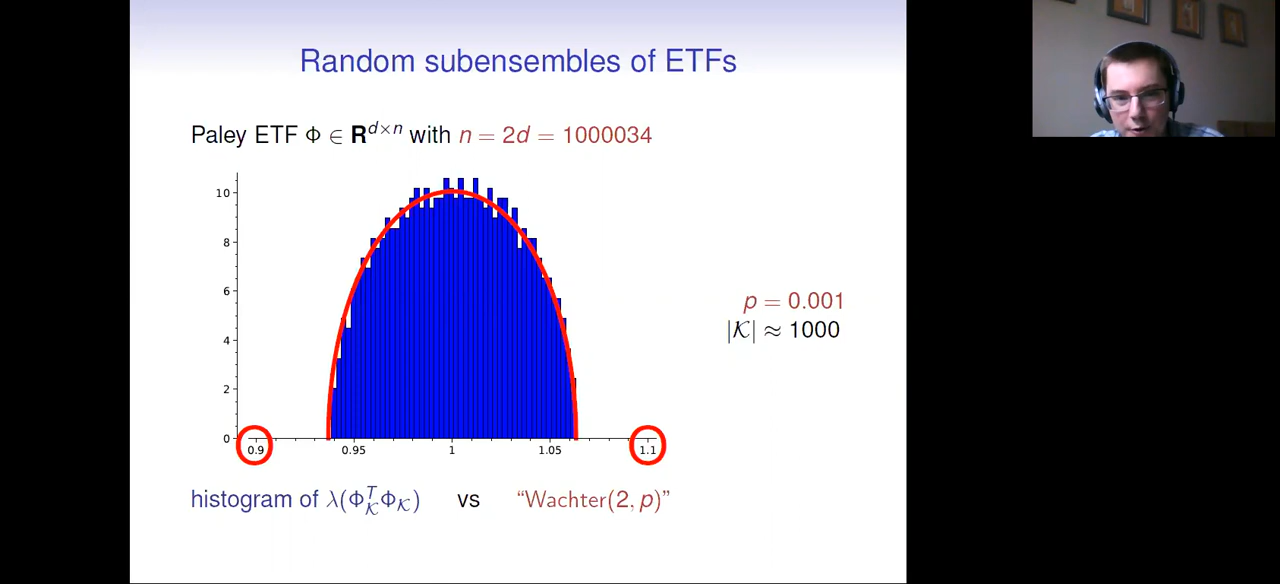 Random subensembles of ETFs
Paley ETF Φ ∈ R^{d×n} with n = 2d = 1000034
10
8
6
4
2
0
0.9 0.95 1 1.05 1.1
p = 0.001
|𝒦| ≈ 1000
histogram of λ(Φ_𝒦^T Φ_𝒦) vs “Wachter(2, p)”